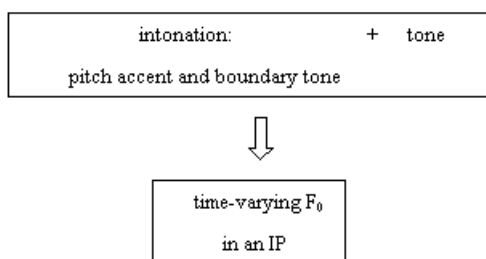 intonation: + tone
pitch accent and boundary tone
time-varying F₀
in an IP